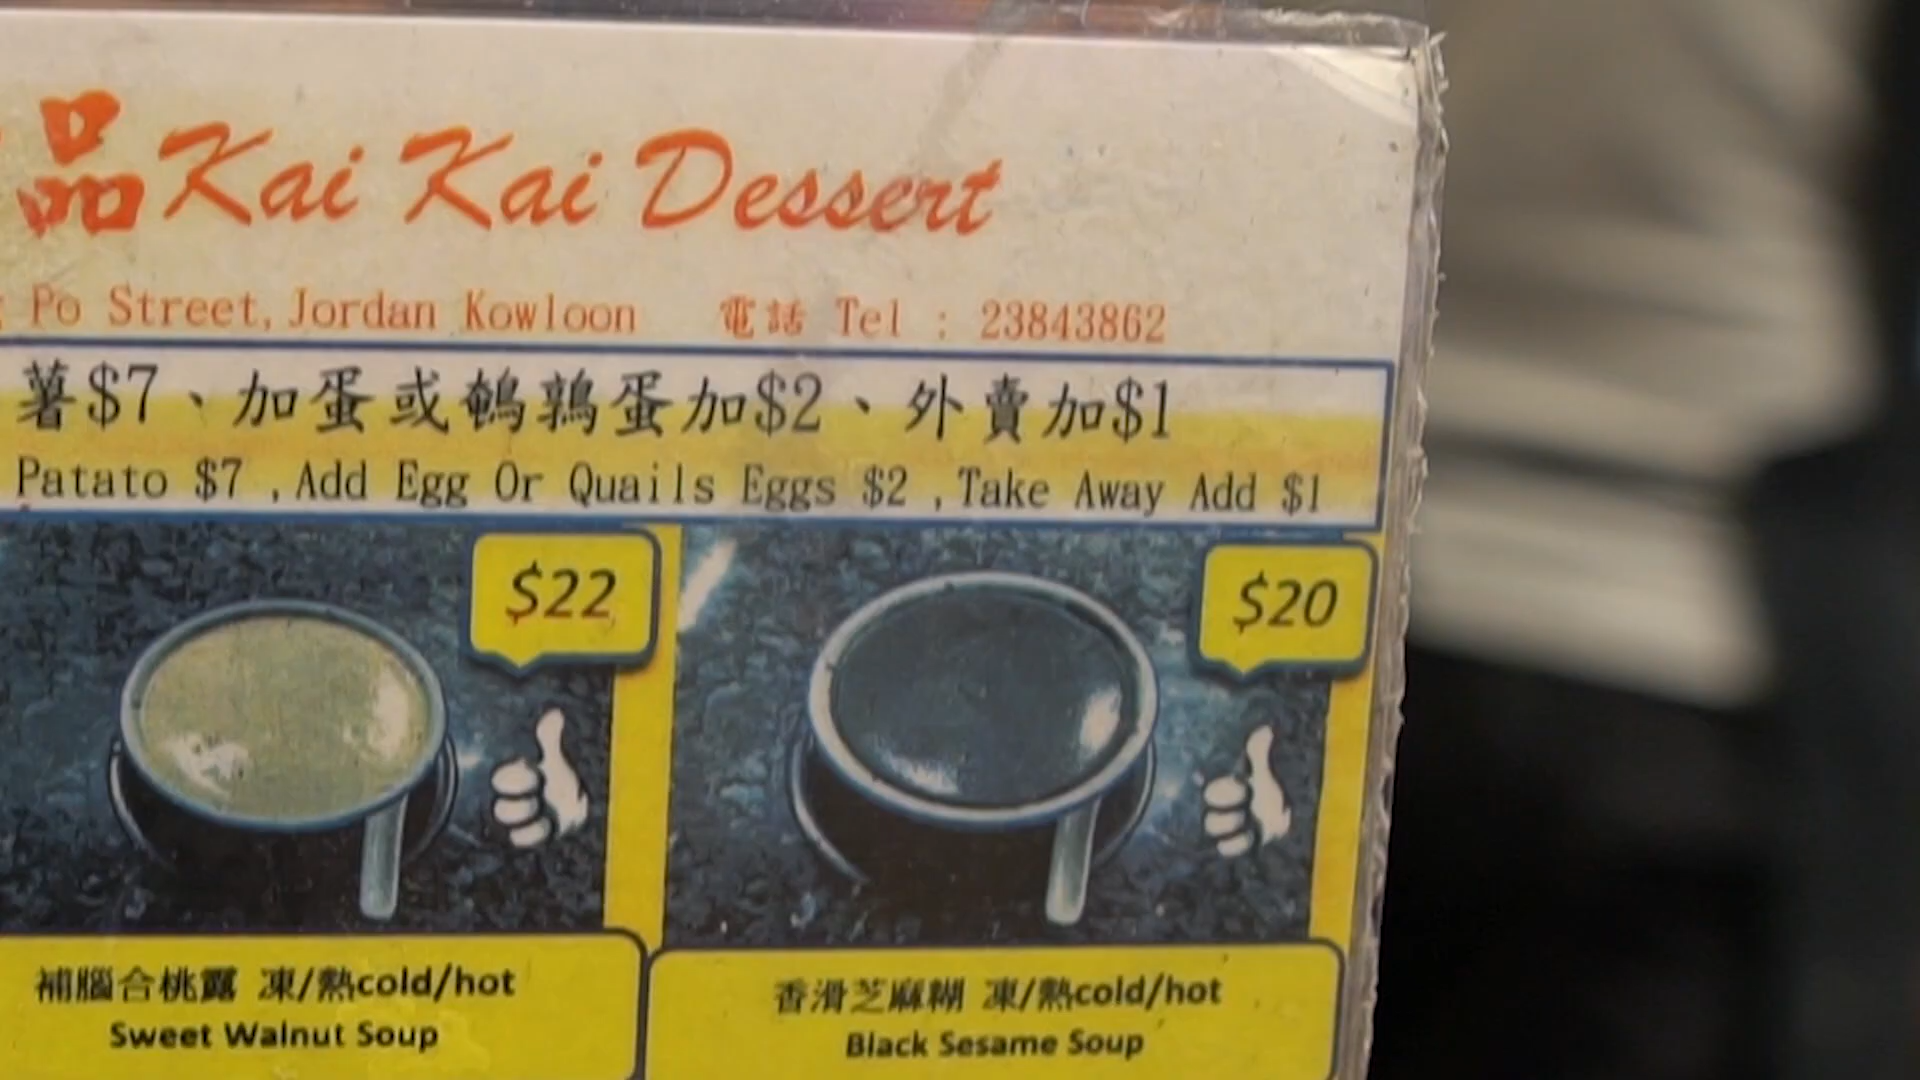 品 Kai Kai Dessert
Po Street,Jordan Kowloon 電話 Tel : 23843862
薯$7、加蛋或鵪鶉蛋加$2、外賣加$1
Patato $7 ,Add Egg Or Quails Eggs $2 ,Take Away Add $1
$22
$20
補腦合桃露 凍/熱cold/hot
Sweet Walnut Soup
香滑芝麻糊 凍/熱cold/hot
Black Sesame Soup